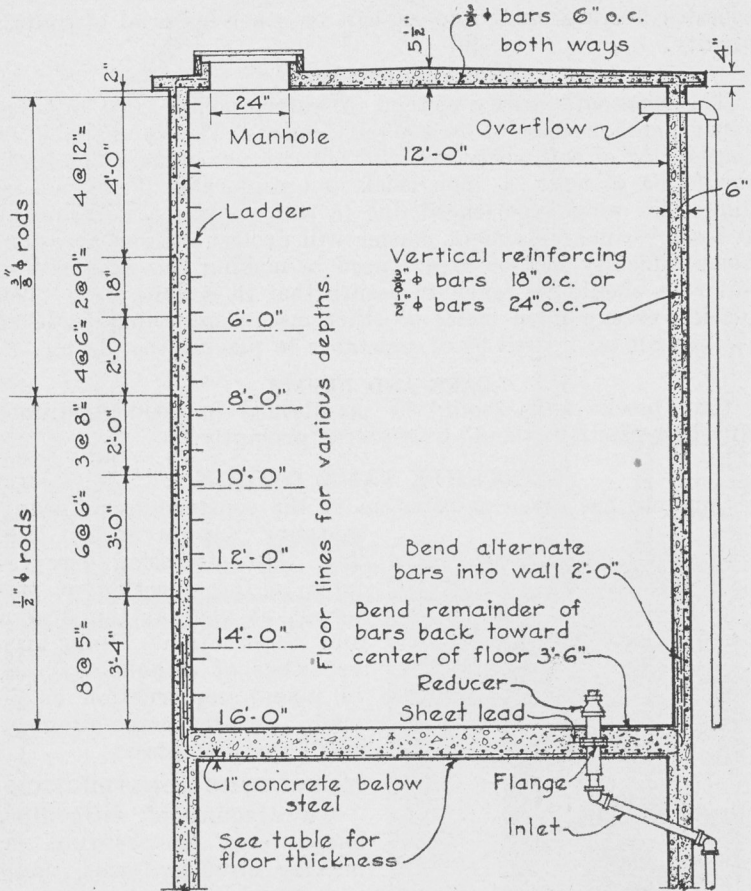 3/8" φ bars 6" o.c.
both ways
5 1/2"
4"
2"
24"
Manhole
Overflow
12'-0"
6"
Ladder
Vertical reinforcing
3/8" φ bars 18" o.c. or
1/2" φ bars 24" o.c.
3/8" φ rods
4@12"=
4'-0"
2@9"=
18"
4@6"=
2'-0
3@8"=
2'-0"
1/2" φ rods
6@6"=
3'-0"
8@5"=
3'-4"
6'-0"
8'-0"
10'-0"
12'-0"
14'-0"
16'-0"
Floor lines for various depths.
Bend alternate
bars into wall 2'-0"
Bend remainder of
bars back toward
center of floor 3'-6"
Reducer
Sheet lead
1" concrete below
steel
Flange
Inlet
See table for
floor thickness